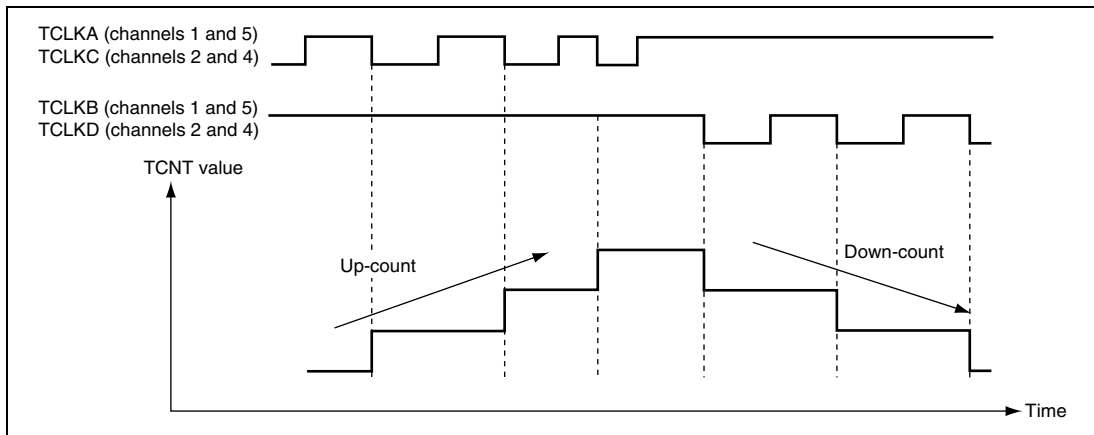 TCLKA (channels 1 and 5)
TCLKC (channels 2 and 4)
TCLKB (channels 1 and 5)
TCLKD (channels 2 and 4)
TCNT value
Up-count
Down-count
Time